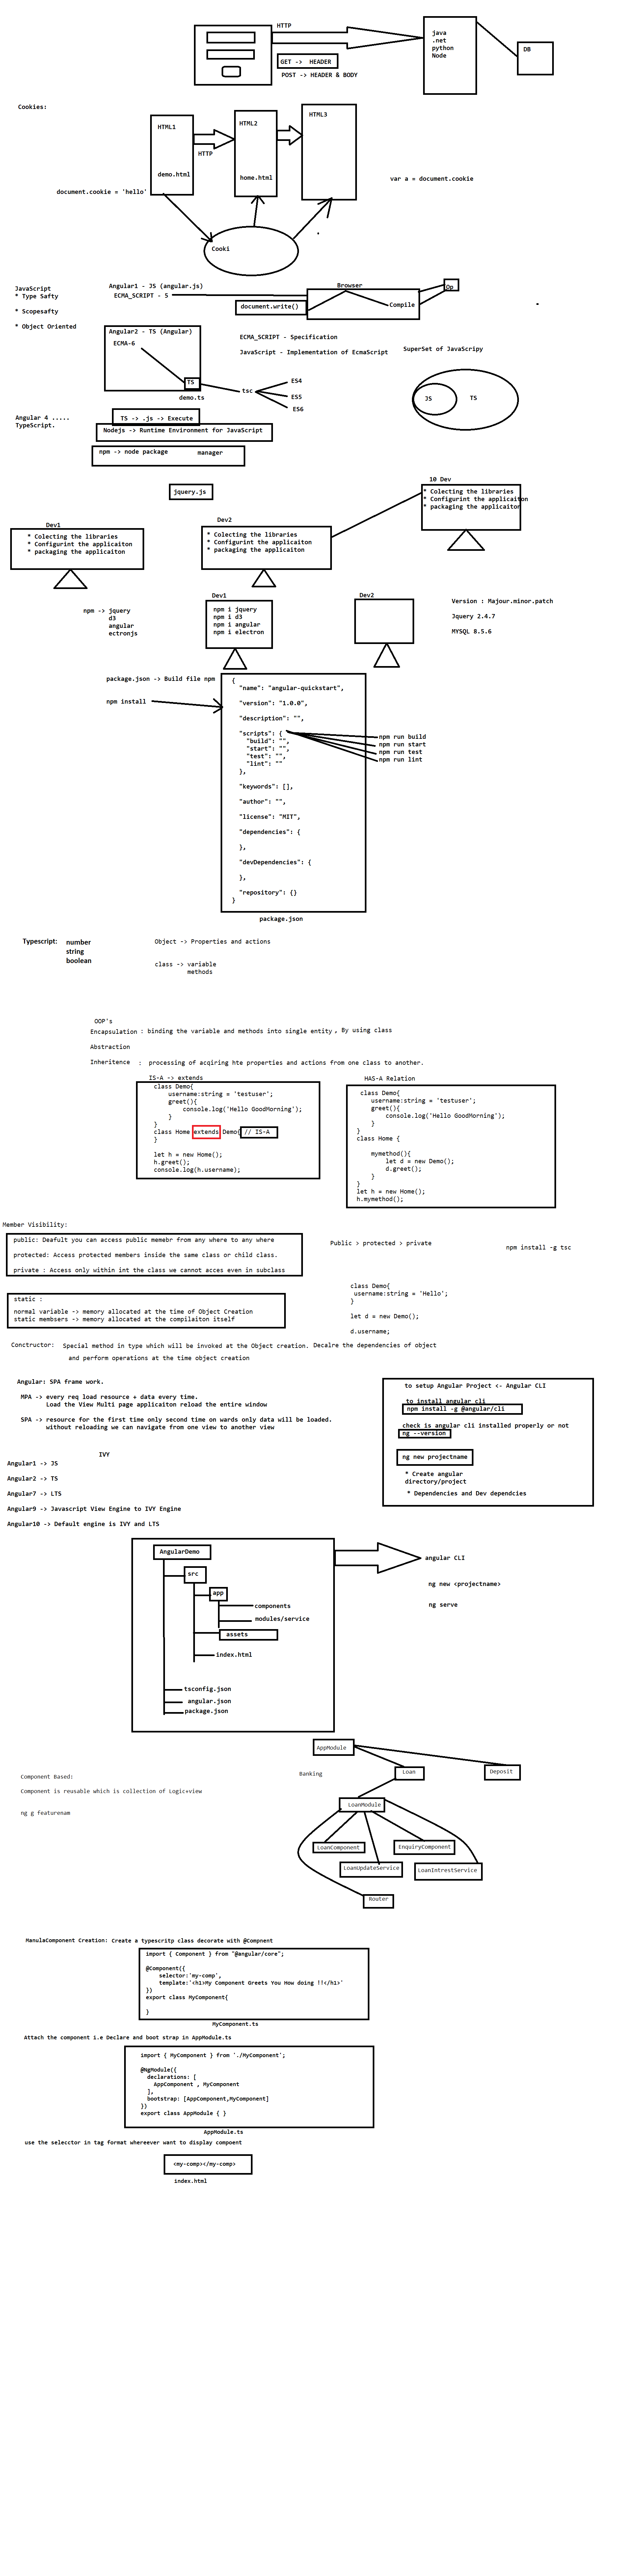 HTTP
GET -> HEADER
POST -> HEADER & BODY
java
.net
python
Node
DB
Cookies:
HTML1
HTML2
HTML3
HTTP
demo.html
home.html
var a = document.cookie
document.cookie = 'hello'
Cooki
JavaScript
* Type Safty
* Scopesafty
* Object Oriented
Angular1 - JS (angular.js)
ECMA_SCRIPT - 5
Browser
document.write()
Compile
Op
Angular2 - TS (Angular)
ECMA-6
TS
demo.ts
tsc
ES4
ES5
ES6
ECMA_SCRIPT - Specification
JavaScript - Implementation of EcmaScript
SuperSet of JavaScripy
JS
TS
Angular 4 .....
TypeScript.
TS -> .js -> Execute
Nodejs -> Runtime Environment for JavaScript
npm -> node package manager
jquery.js
Dev1
* Colecting the libraries
* Configurint the applicaiton
* packaging the applicaiton
Dev2
* Colecting the libraries
* Configurint the applicaiton
* packaging the applicaiton
10 Dev
* Colecting the libraries
* Configurint the applicaiton
* packaging the applicaiton
npm -> jquery
d3
angular
ectronjs
Dev1
npm i jquery
npm i d3
npm i angular
npm i electron
Dev2
Version : Majour.minor.patch
Jquery 2.4.7
MYSQL 8.5.6
package.json -> Build file npm
npm install
{
"name": "angular-quickstart",
"version": "1.0.0",
"description": "",
"scripts": {
"build": "",
"start": "",
"test": "",
"lint": ""
},
"keywords": [],
"author": "",
"license": "MIT",
"dependencies": {
},
"devDependencies": {
},
"repository": {}
}
npm run build
npm run start
npm run test
npm run lint
package.json
Typescript:
number
string
boolean
Object -> Properties and actions
class -> variable
methods
OOP's
Encapsulation : binding the variable and methods into single entity , By using class
Abstraction
Inheritence : processing of acqiring hte properties and actions from one class to another.
IS-A -> extends
class Demo{
username:string = 'testuser';
greet(){
console.log('Hello GoodMorning');
}
}
class Home extends Demo{ // IS-A
}
let h = new Home();
h.greet();
console.log(h.username);
HAS-A Relation
class Demo{
username:string = 'testuser';
greet(){
console.log('Hello GoodMorning');
}
}
class Home {
mymethod(){
let d = new Demo();
d.greet();
}
}
let h = new Home();
h.mymethod();
Member Visibility:
public: Deafult you can access public memebr from any where to any where
protected: Access protected members inside the same class or child class.
private : Access only within int the class we cannot acces even in subclass
Public > protected > private
npm install -g tsc
static :
normal variable -> memory allocated at the time of Object Creation
static membsers -> memory allocated at the compilaiton itself
class Demo{
username:string = 'Hello';
}
let d = new Demo();
d.username;
Conctructor: Special method in type which will be invoked at the Object creation. Decalre the dependencies of object
and perform operations at the time object creation
Angular: SPA frame work.
MPA -> every req load resource + data every time.
Load the View Multi page applicaiton reload the entire window
SPA -> resource for the first time only second time on wards only data will be loaded.
without reloading we can navigate from one view to another view
to setup Angular Project <- Angular CLI
to install angular cli
npm install -g @angular/cli
check is angular cli installed properly or not
ng --version
ng new projectname
* Create angular
directory/project
* Dependencies and Dev dependcies
IVY
Angular1 -> JS
Angular2 -> TS
Angular7 -> LTS
Angular9 -> Javascript View Engine to IVY Engine
Angular10 -> Default engine is IVY and LTS
AngularDemo
src
app
components
modules/service
assets
index.html
tsconfig.json
angular.json
package.json
angular CLI
ng new <projectname>
ng serve
Component Based:
Component is reusable which is collection of Logic+view
ng g featurenam
AppModule
Banking
Loan
Deposit
LoanModule
LoanComponent
EnquiryComponent
LoanUpdateService
LoanIntrestService
Router
ManulaComponent Creation: Create a typescritp class decorate with @Compnent
import { Component } from "@angular/core";
@Component({
selector:'my-comp',
template:'<h1>My Component Greets You How doing !!</h1>'
})
export class MyComponent{
}
MyComponent.ts
Attach the component i.e Declare and boot strap in AppModule.ts
import { MyComponent } from './MyComponent';
@NgModule({
declarations: [
AppComponent , MyComponent
],
bootstrap: [AppComponent,MyComponent]
})
export class AppModule { }
AppModule.ts
use the selecctor in tag format whereever want to display compoent
<my-comp></my-comp>
index.html